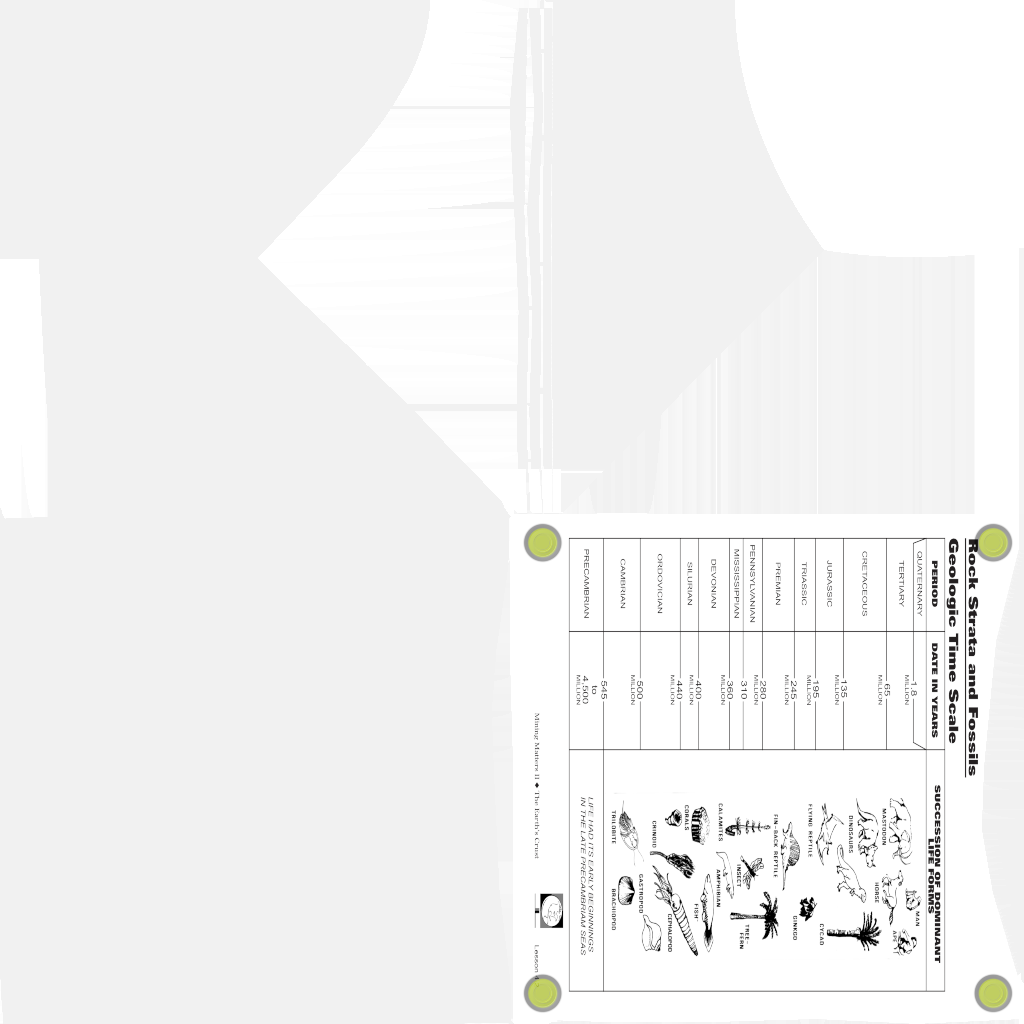 Rock Strata and Fossils
Geologic Time Scale
PERIOD DATE IN YEARS SUCCESSION OF DOMINANT LIFE FORMS
QUATERNARY
1.8
MILLION
TERTIARY
65
MILLION
CRETACEOUS
135
MILLION
JURASSIC
195
MILLION
TRIASSIC
245
MILLION
PREMIAN
280
MILLION
PENNSYLVANIAN
310
MISSISSIPPIAN
360
MILLION
DEVONIAN
400
MILLION
SILURIAN
440
MILLION
ORDOVICIAN
500
MILLION
CAMBRIAN
545
to
4,500
MILLION
PRECAMBRIAN
MAN
APE
MASTODON
HORSE
DINOSAURS
CYCAD
FLYING REPTILE
GINKGO
FIN-BACK REPTILE
TREE-
FERN
INSECT
CALAMITES
AMPHIBIAN
FISH
CORALS
CEPHALOPOD
CRINOID
GASTROPOD
TRILOBITE
BRACHIOPOD
LIFE HAD ITS EARLY BEGINNINGS
IN THE LATE PRECAMBRIAM SEAS
Mining Matters II ◆ The Earth's Crust
Lesson